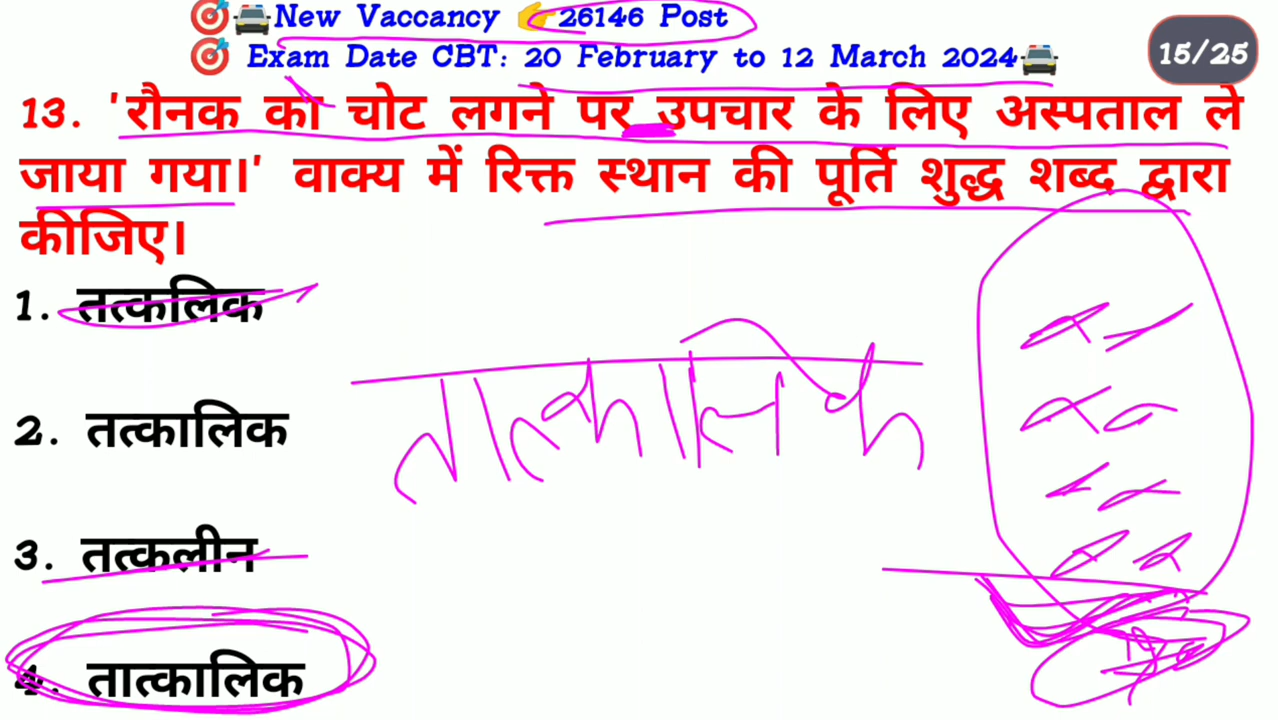 🎯🚔New Vaccancy 👉26146 Post
🎯 Exam Date CBT: 20 February to 12 March 2024🚔
15/25
13. 'रौनक को चोट लगने पर उपचार के लिए अस्पताल ले
जाया गया।' वाक्य में रिक्त स्थान की पूर्ति शुद्ध शब्द द्वारा
कीजिए।
1. तत्कलिक
2. तत्कालिक
तात्कालिक
3. तत्कलीन
4. तात्कालिक